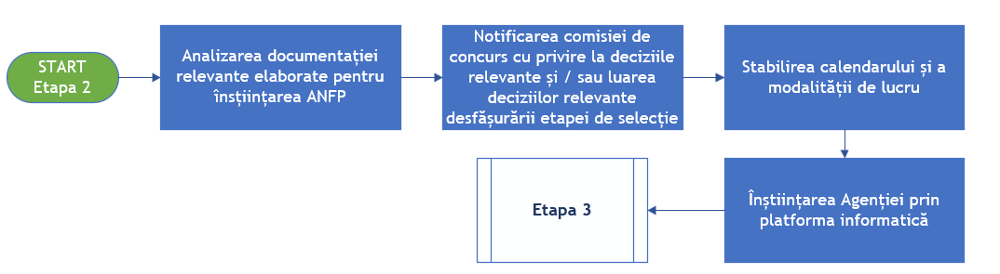 START
Etapa 2
Analizarea documentației
relevante elaborate pentru
înștiințarea ANFP
Notificarea comisiei de
concurs cu privire la deciziile
relevante și / sau luarea
deciziilor relevante
desfășurării etapei de selecție
Stabilirea calendarului și a
modalității de lucru
Înștiințarea Agenției prin
platforma informatică
Etapa 3